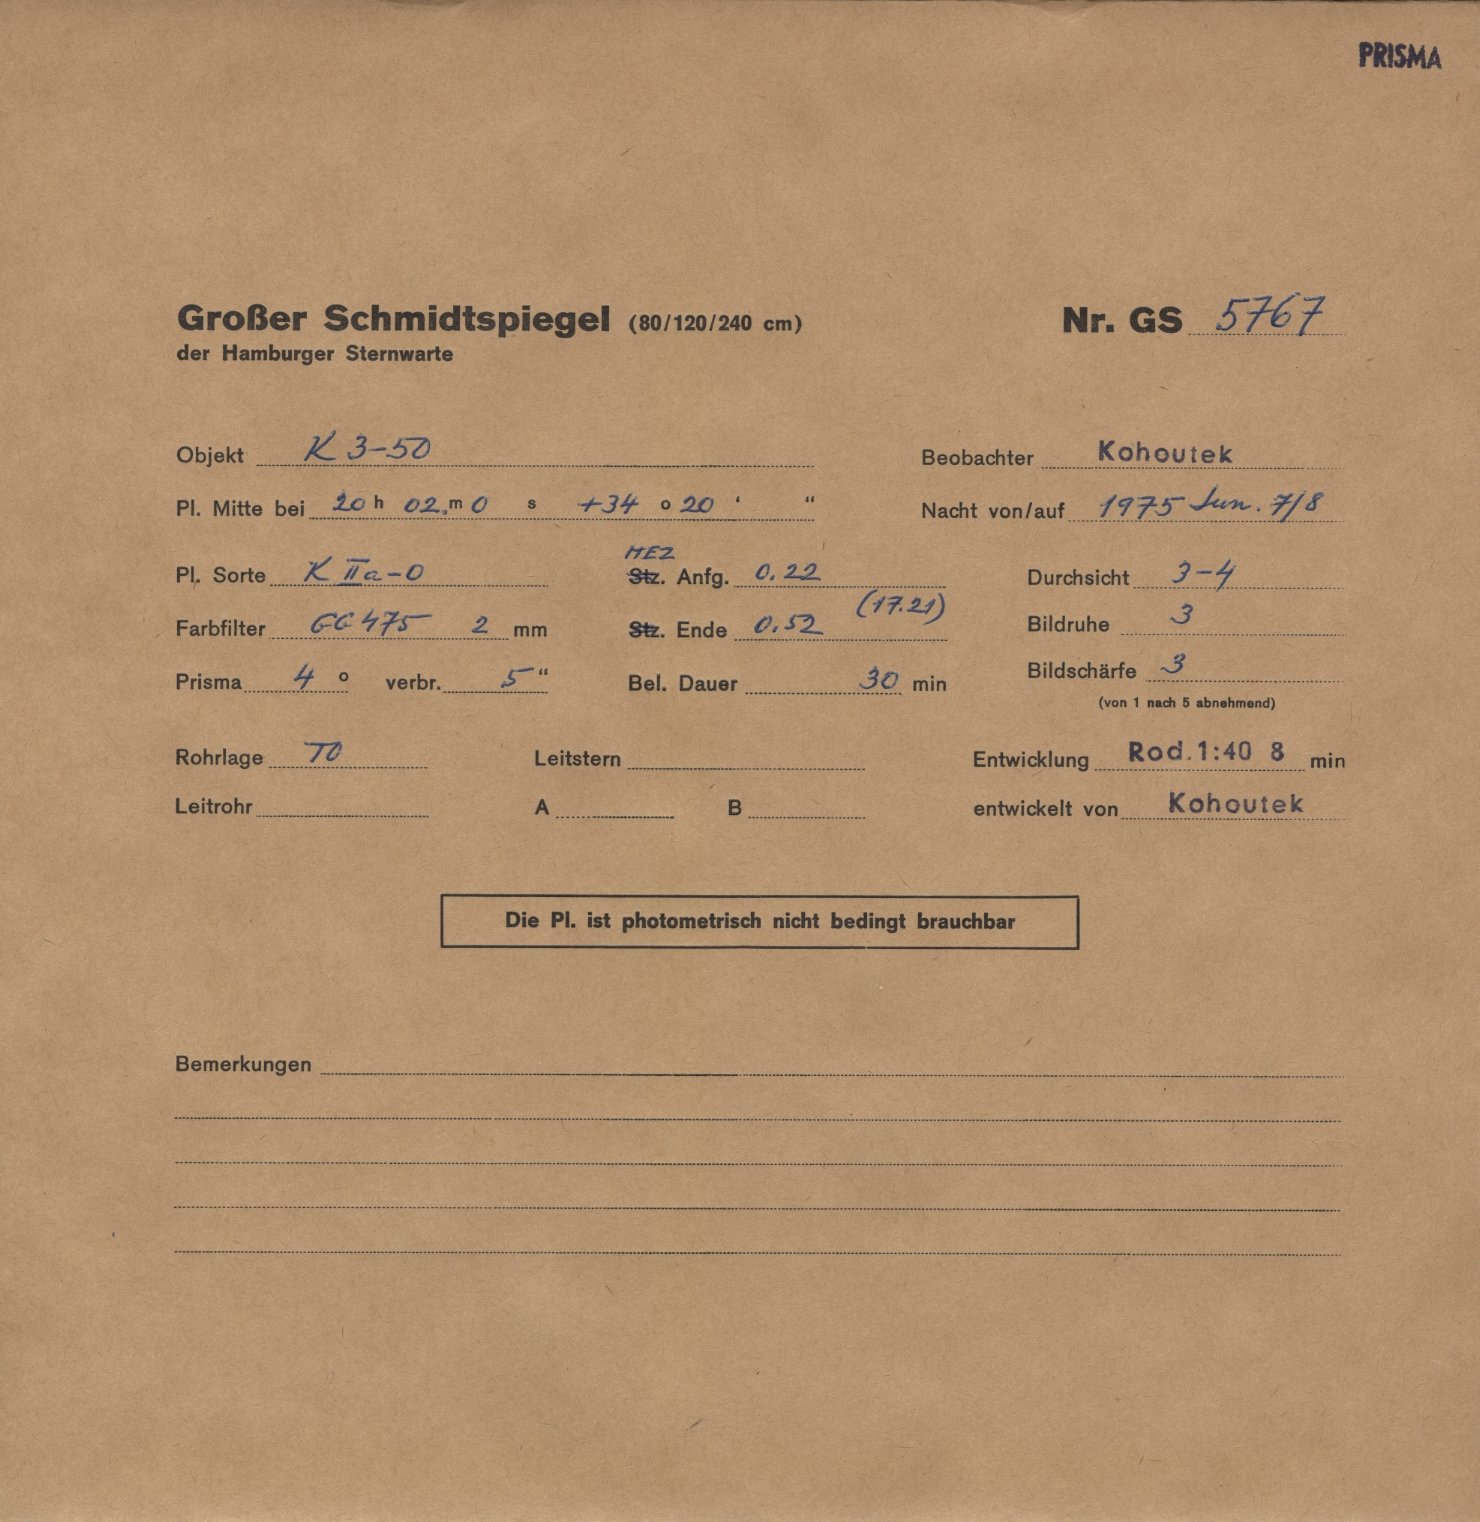 PRISMA
Großer Schmidtspiegel (80/120/240 cm) Nr. GS 5767
der Hamburger Sternwarte
Objekt K 3-50 Beobachter Kohoutek
Pl. Mitte bei 20 h 02. m 0 s +34 o 20 ' " Nacht von/auf 1975 Jun. 7/8
MEZ
Pl. Sorte K IIa-O Stz. Anfg. 0.22 Durchsicht 3-4
(17.21)
Farbfilter GG 475 2 mm Stz. Ende 0.52 Bildruhe 3
Prisma 4 o verbr. 5 " Bel. Dauer 30 min Bildschärfe 3
(von 1 nach 5 abnehmend)
Rohrlage TO Leitstern Entwicklung Rod. 1:40 8 min
Leitrohr A B entwickelt von Kohoutek
Die Pl. ist photometrisch nicht bedingt brauchbar
Bemerkungen